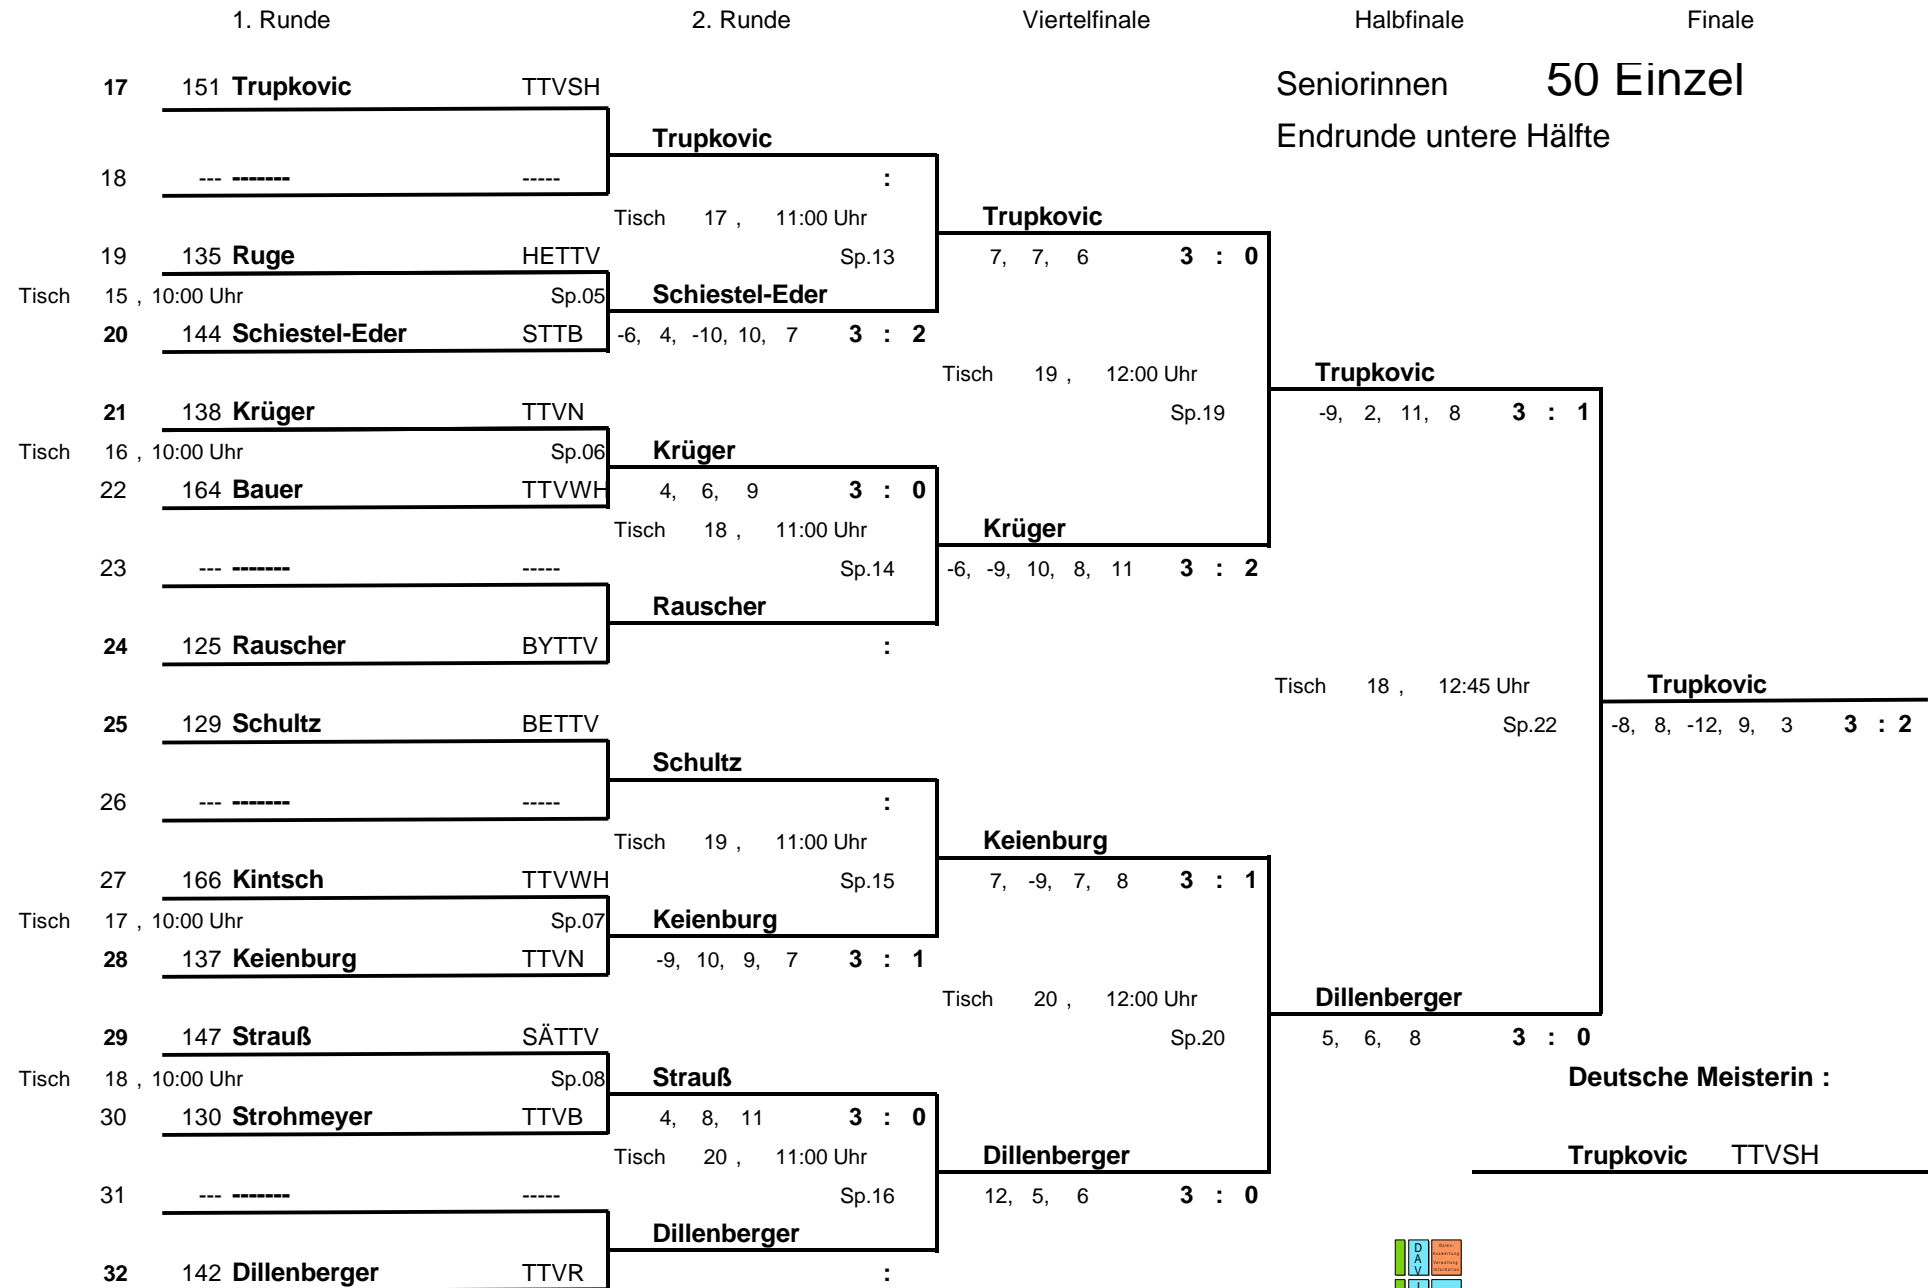 1. Runde 2. Runde Viertelfinale Halbfinale Finale
17 151 Trupkovic TTVSH Seniorinnen 50 Einzel
Trupkovic Endrunde untere Hälfte
18 --- ------- ----- :
Tisch 17 , 11:00 Uhr Trupkovic
19 135 Ruge HETTV Sp.13 7, 7, 6 3 : 0
Tisch 15 , 10:00 Uhr Sp.05 Schiestel-Eder
20 144 Schiestel-Eder STTB -6, 4, -10, 10, 7 3 : 2
Tisch 19 , 12:00 Uhr Trupkovic
21 138 Krüger TTVN Sp.19 -9, 2, 11, 8 3 : 1
Tisch 16 , 10:00 Uhr Sp.06 Krüger
22 164 Bauer TTVWH 4, 6, 9 3 : 0
Tisch 18 , 11:00 Uhr Krüger
23 --- ------- ----- Sp.14 -6, -9, 10, 8, 11 3 : 2
Rauscher
24 125 Rauscher BYTTV :
Tisch 18 , 12:45 Uhr Trupkovic
25 129 Schultz BETTV Sp.22 -8, 8, -12, 9, 3 3 : 2
Schultz
26 --- ------- ----- :
Tisch 19 , 11:00 Uhr Keienburg
27 166 Kintsch TTVWH Sp.15 7, -9, 7, 8 3 : 1
Tisch 17 , 10:00 Uhr Sp.07 Keienburg
28 137 Keienburg TTVN -9, 10, 9, 7 3 : 1
Tisch 20 , 12:00 Uhr Dillenberger
29 147 Strauß SÄTTV Sp.20 5, 6, 8 3 : 0
Tisch 18 , 10:00 Uhr Sp.08 Strauß Deutsche Meisterin :
30 130 Strohmeyer TTVB 4, 8, 11 3 : 0
Tisch 20 , 11:00 Uhr Dillenberger Trupkovic TTVSH
31 --- ------- ----- Sp.16 12, 5, 6 3 : 0
Dillenberger
32 142 Dillenberger TTVR :
D
A
V